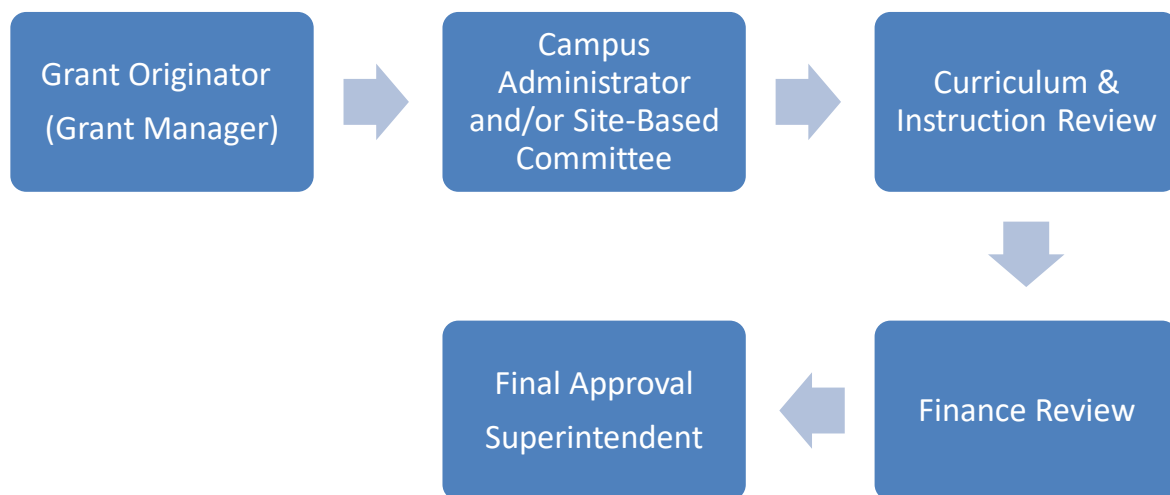 Grant Originator
(Grant Manager)
Campus
Administrator
and/or Site-Based
Committee
Curriculum &
Instruction Review
Finance Review
Final Approval
Superintendent